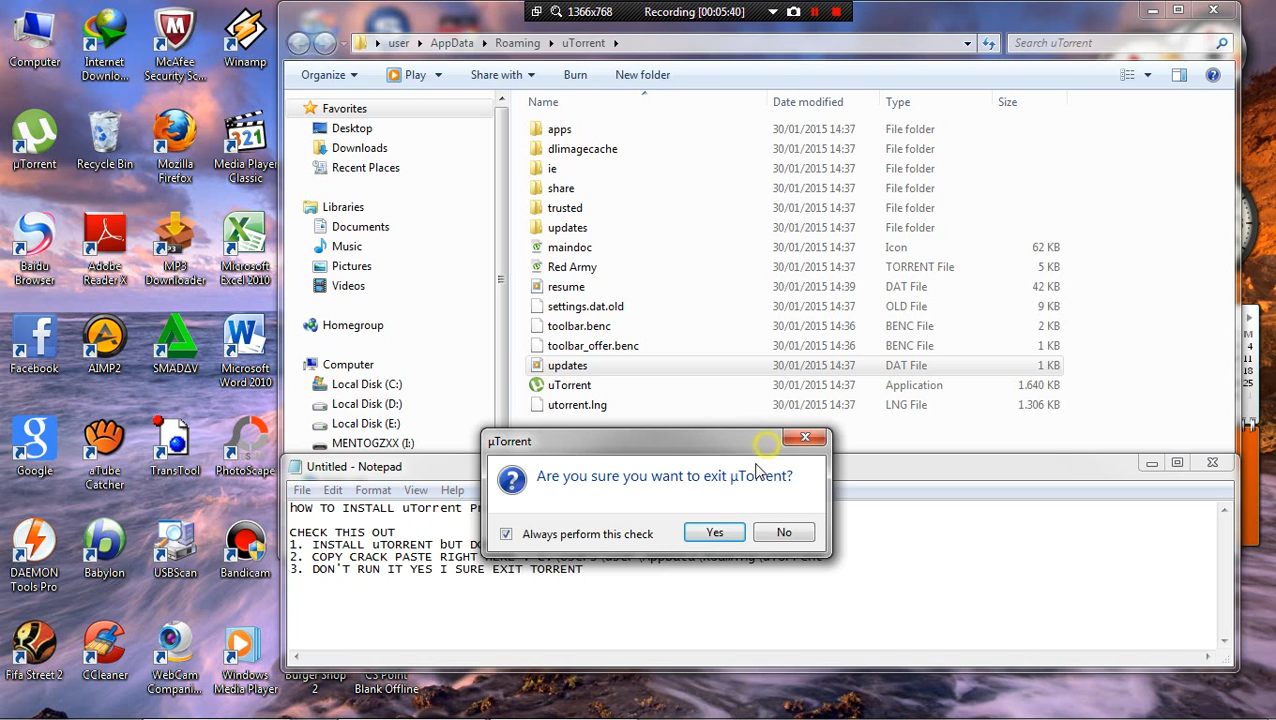 1366x768
Recording [00:05:40]
user
AppData
Roaming
uTorrent
Search uTorrent
Organize
Play
Share with
Burn
New folder
Name
Date modified
Type
Size
Favorites
Desktop
Downloads
Recent Places
Libraries
Documents
Music
Pictures
Videos
Homegroup
Computer
Local Disk (C:)
Local Disk (D:)
Local Disk (E:)
MENTOGZXX (I:)
apps 30/01/2015 14:37 File folder
dlimagecache 30/01/2015 14:37 File folder
ie 30/01/2015 14:37 File folder
share 30/01/2015 14:37 File folder
trusted 30/01/2015 14:37 File folder
updates 30/01/2015 14:37 File folder
maindoc 30/01/2015 14:37 Icon 62 KB
Red Army 30/01/2015 14:37 TORRENT File 5 KB
resume 30/01/2015 14:39 DAT File 42 KB
settings.dat.old 30/01/2015 14:37 OLD File 9 KB
toolbar.benc 30/01/2015 14:36 BENC File 2 KB
toolbar_offer.benc 30/01/2015 14:36 BENC File 1 KB
updates 30/01/2015 14:37 DAT File 1 KB
uTorrent 30/01/2015 14:37 Application 1.640 KB
utorrent.lng 30/01/2015 14:37 LNG File 1.306 KB
µTorrent
Are you sure you want to exit µTorrent?
Always perform this check
Yes
No
Untitled - Notepad
File Edit Format View Help
hOW TO INSTALL uTorrent
CHECK THIS OUT
1. INSTALL uTORRENT but
2. COPY CRACK PASTE RIGHT
3. DON'T RUN IT YES I SURE EXIT TORRENT
Computer
Internet Downlo...
McAfee Security Sc...
Winamp
µTorrent
Recycle Bin
Mozilla Firefox
321
Media Player Classic
Baidu Browser
Adobe Reader X
MP3 Downloader
Microsoft Excel 2010
Facebook
AIMP2
SMADΔV
Microsoft Word 2010
Google
aTube Catcher
TransTool
PhotoScape
DAEMON Tools Pro
Babylon
USBScan
Bandicam
Fifa Street 2
CCleaner
WebCam Compani...
Windows Media Player
Burger Shop 2
CS Point Blank Offline
M
4
11
18
25